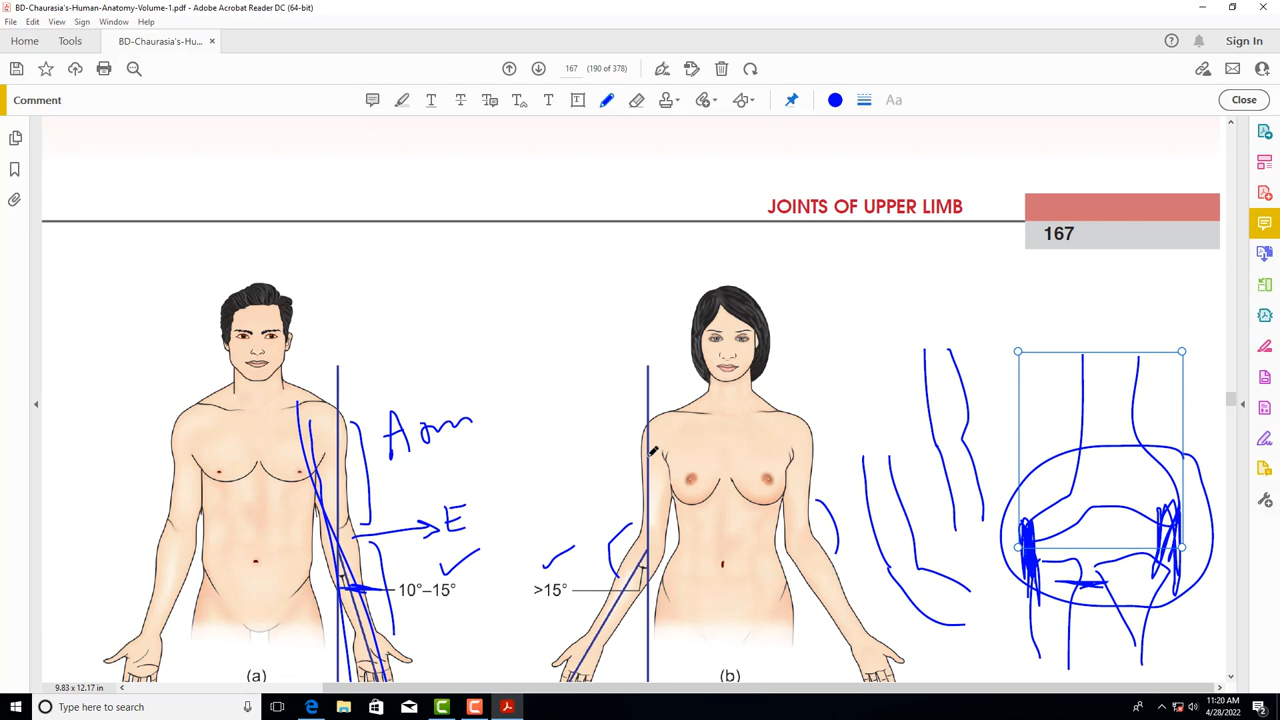 BD-Chaurasia's-Human-Anatomy-Volume-1.pdf - Adobe Acrobat Reader DC (64-bit)
File Edit View Sign Window Help
Home Tools BD-Chaurasia's-Hu... × Sign In
167 (190 of 378)
Comment Aa Close
JOINTS OF UPPER LIMB
167
Arm
E
10°–15°
>15°
(a) (b)
9.83 x 12.17 in
Type here to search
11:20 AM
4/28/2022
2